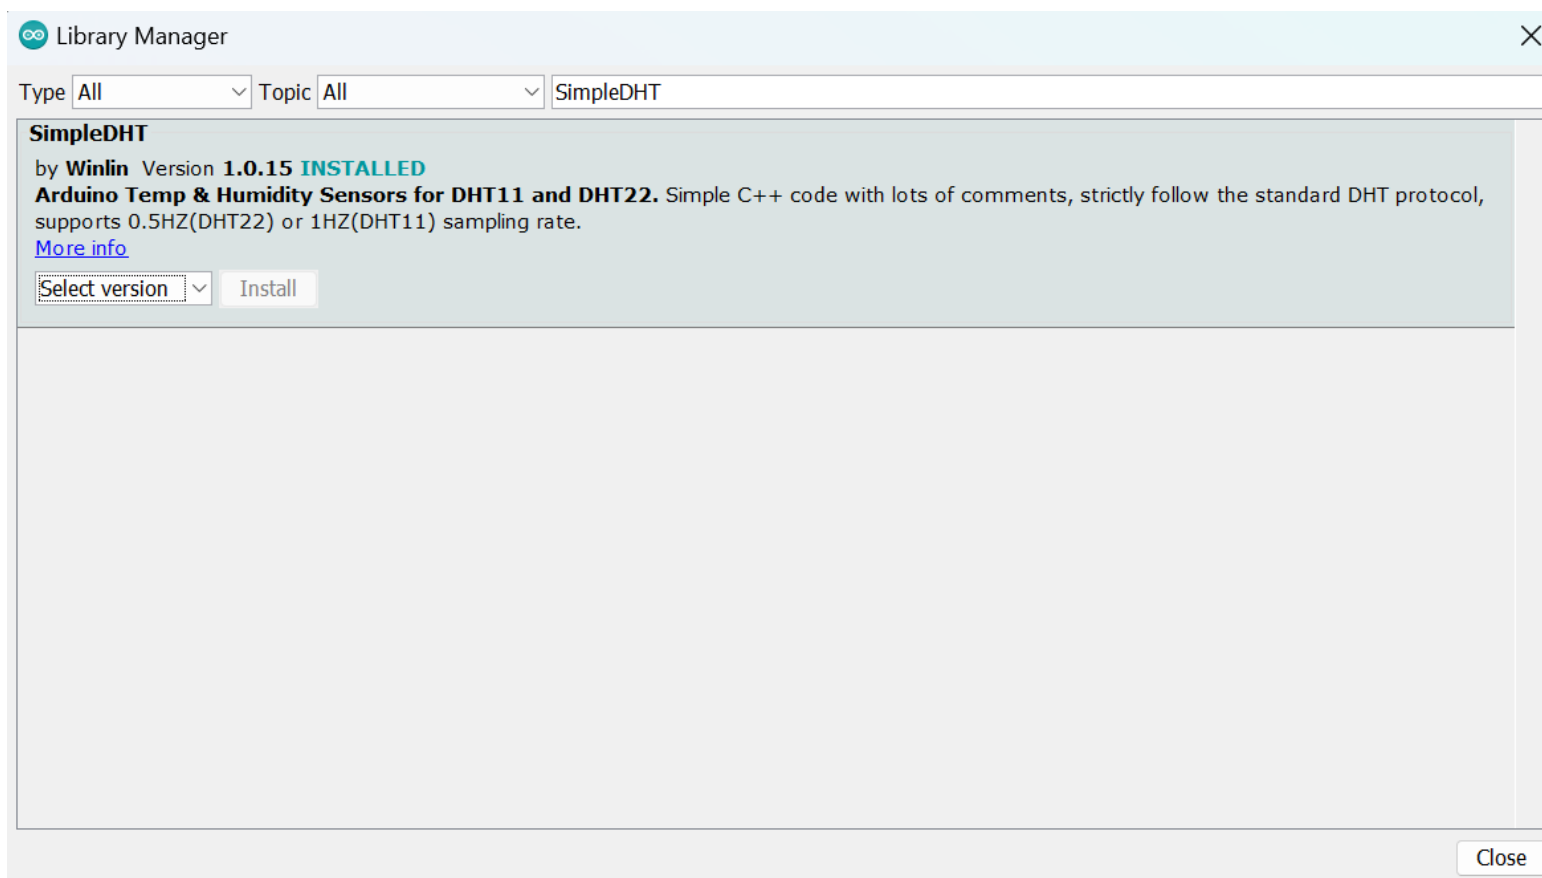 Library Manager
Type All Topic All SimpleDHT
SimpleDHT
by Winlin Version 1.0.15 INSTALLED
Arduino Temp & Humidity Sensors for DHT11 and DHT22. Simple C++ code with lots of comments, strictly follow the standard DHT protocol,
supports 0.5HZ(DHT22) or 1HZ(DHT11) sampling rate.
More info
Select version Install
Close